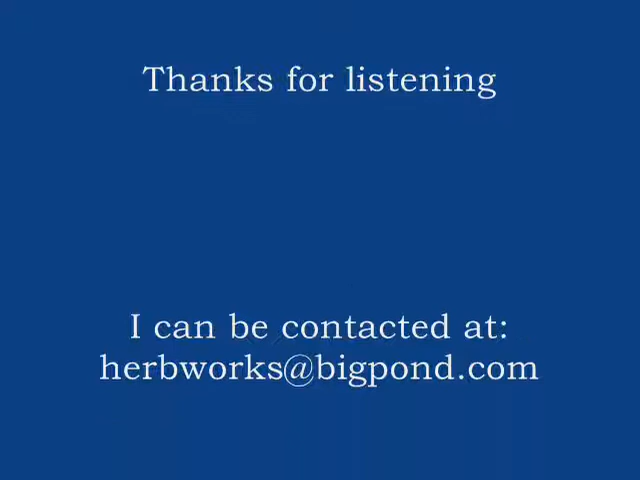 Thanks for listening
I can be contacted at:
herbworks@bigpond.com